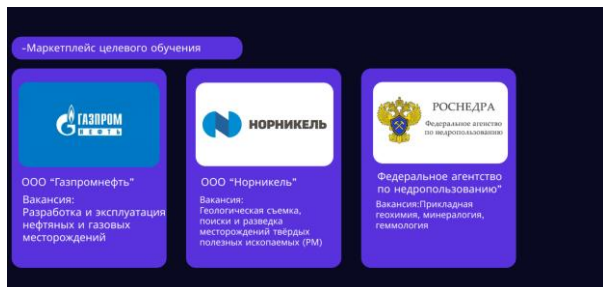 -Маркетплейс целевого обучения
ГАЗПРОМ
НЕФТЬ
ООО “Газпромнефть”
Вакансия:
Разработка и эксплуатация
нефтяных и газовых
месторождений
НОРНИКЕЛЬ
ООО “Норникель”
Вакансия:
Геологическая съемка,
поиски и разведка
месторождений твёрдых
полезных ископаемых (РМ)
РОСНЕДРА
Федеральное агентство
по недропользованию
Федеральное агентство
по недропользованию”
Вакансия:Прикладная
геохимия, минералогия,
геммология